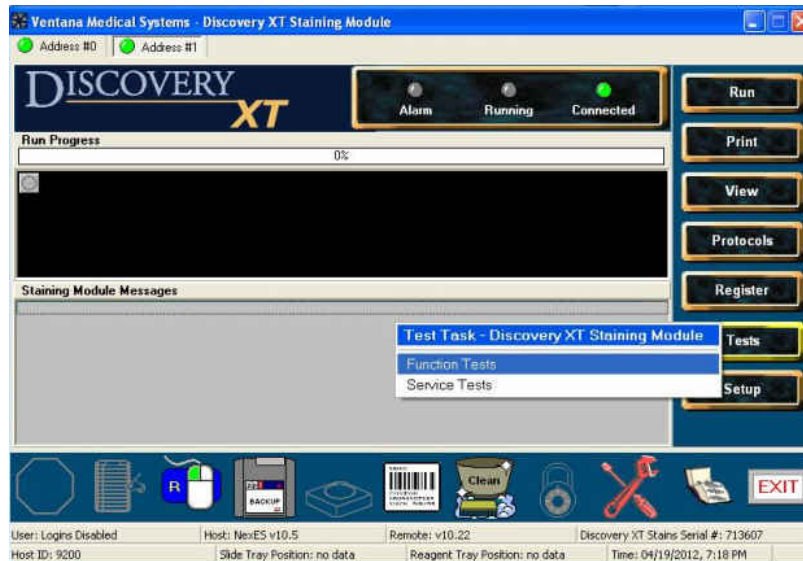 Ventana Medical Systems - Discovery XT Staining Module
Address #0
Address #1
DISCOVERY XT
Alarm
Running
Connected
Run
Run Progress
Print
0%
View
Protocols
Staining Module Messages
Register
Test Task - Discovery XT Staining Module
Tests
Function Tests
Service Tests
Setup
R
BACKUP
Clean
EXIT
User: Logins Disabled
Host: NexES v10.5
Remote: v10.22
Discovery XT Stains Serial #: 713607
Host ID: 9200
Slide Tray Position: no data
Reagent Tray Position: no data
Time: 04/19/2012, 7:18 PM